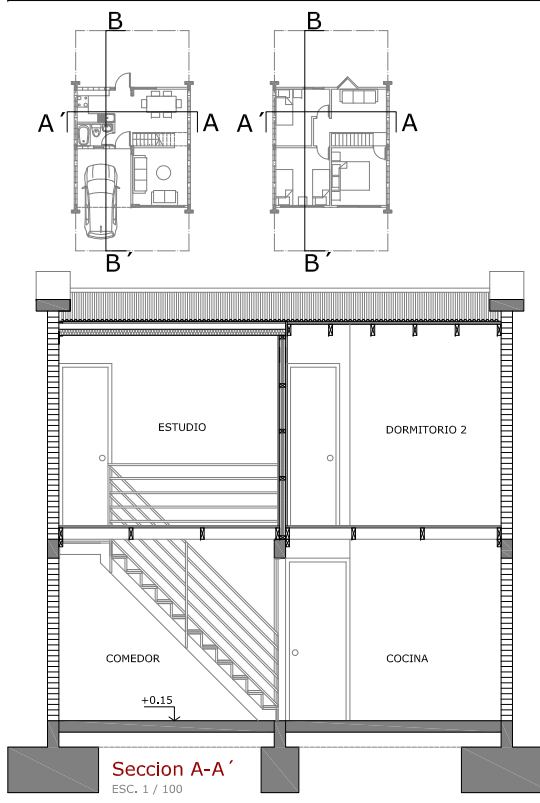 B B
A´ A A´ A
B´ B´
ESTUDIO
DORMITORIO 2
COMEDOR
COCINA
+0.15
Seccion A-A´
ESC. 1 / 100